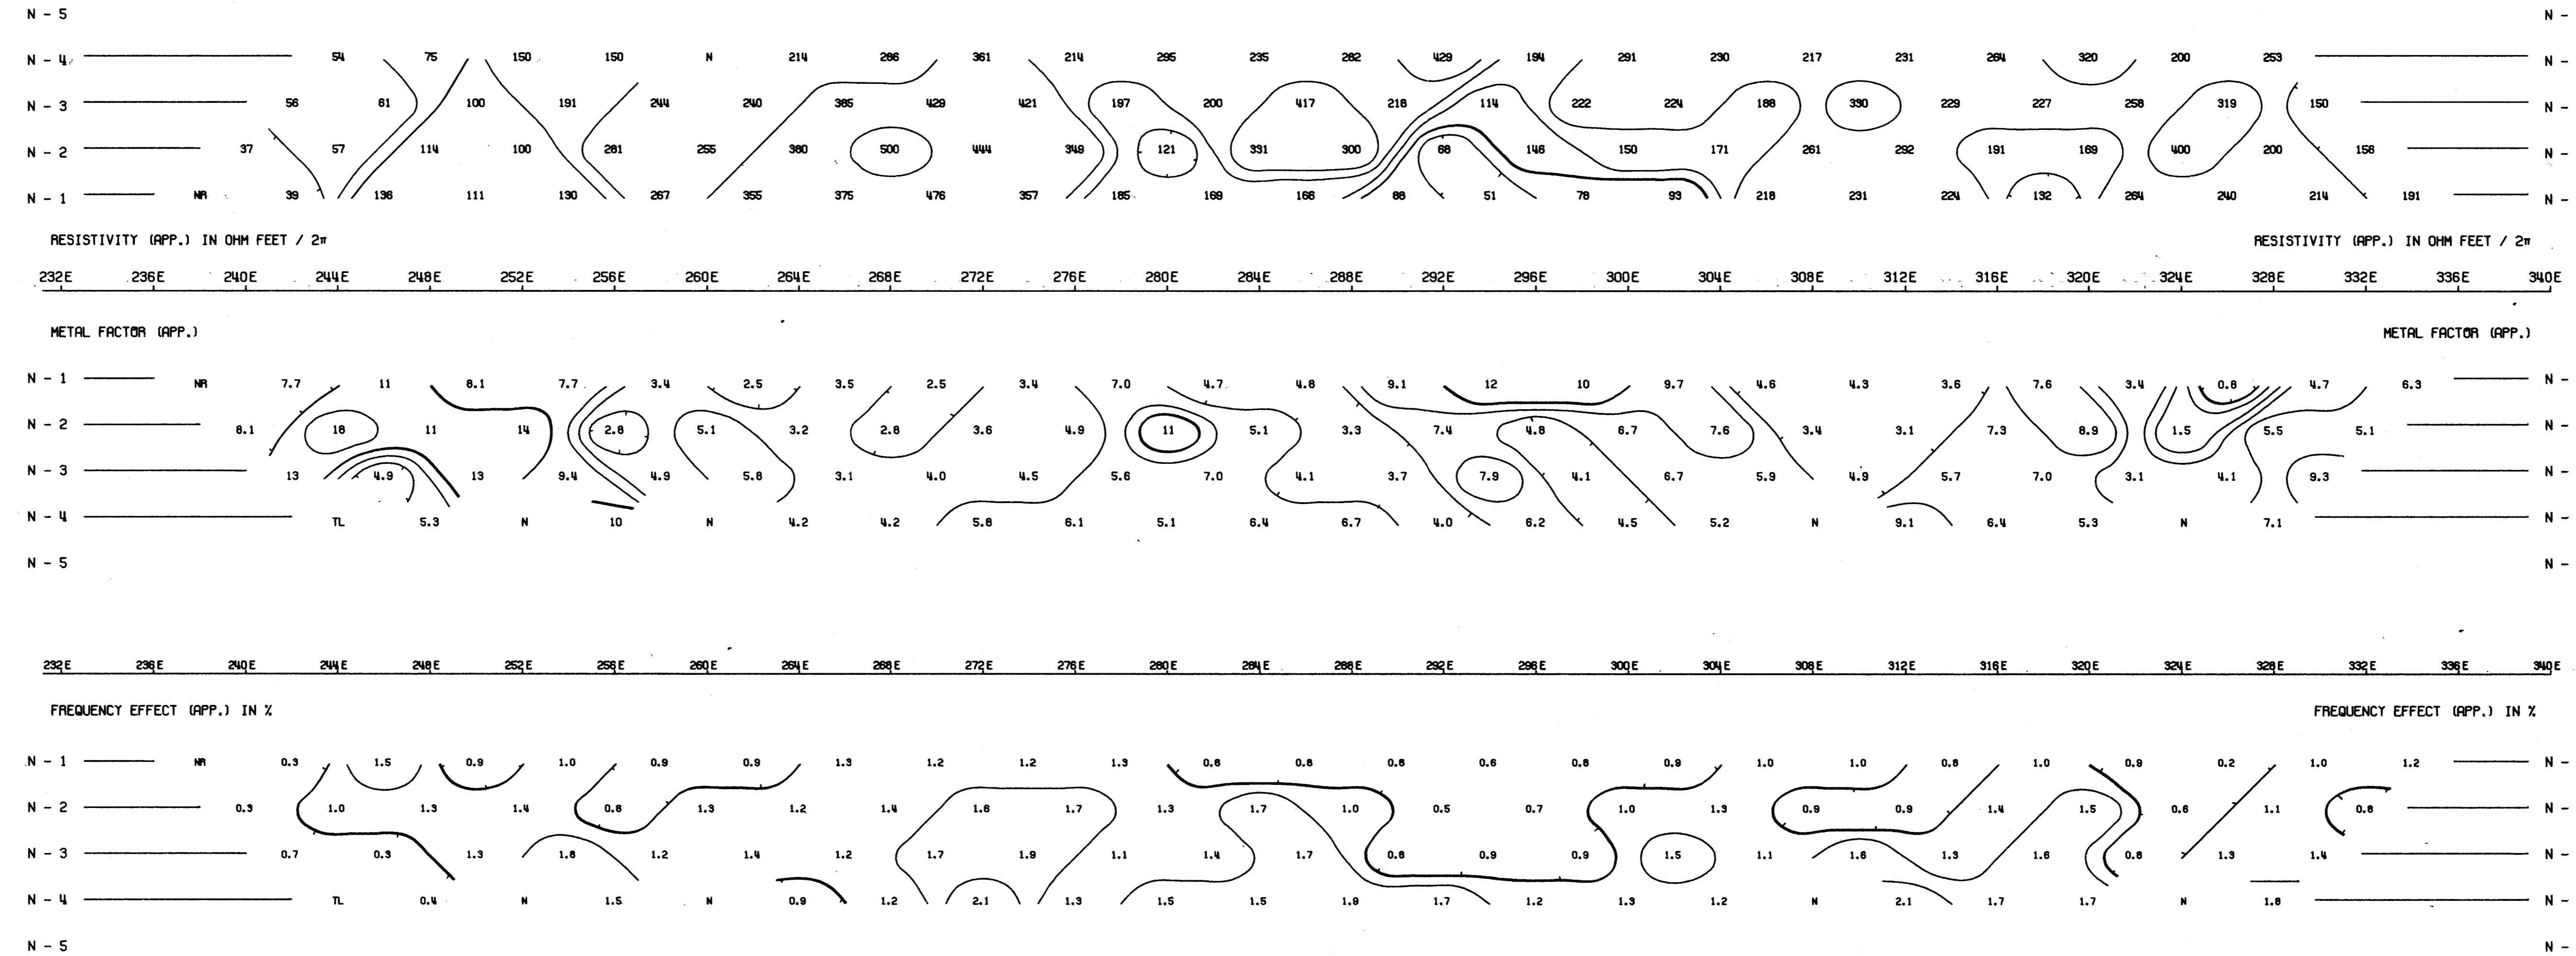 N - 5 N -
N - 4 54 75 150 150 N 214 286 361 214 295 235 282 429 194 291 230 217 231 264 320 200 253 N -
N - 3 56 61 100 191 244 240 385 429 421 197 200 417 218 114 222 224 188 330 229 227 258 319 150 N -
N - 2 37 57 114 100 281 255 380 500 444 349 121 331 300 68 146 150 171 261 292 191 169 400 200 156 N -
N - 1 NR 39 136 111 130 267 355 375 476 357 185 169 166 88 51 78 93 218 231 224 132 264 240 214 191 N -
RESISTIVITY (APP.) IN OHM FEET / 2π RESISTIVITY (APP.) IN OHM FEET / 2π
232E 236E 240E 244E 248E 252E 256E 260E 264E 268E 272E 276E 280E 284E 288E 292E 296E 300E 304E 308E 312E 316E 320E 324E 328E 332E 336E 340E
METAL FACTOR (APP.) METAL FACTOR (APP.)
N - 1 NR 7.7 11 8.1 7.7 3.4 2.5 3.5 2.5 3.4 7.0 4.7 4.8 9.1 12 10 9.7 4.6 4.3 3.6 7.6 3.4 0.8 4.7 6.3 N -
N - 2 8.1 18 11 14 2.8 5.1 3.2 2.8 3.6 4.9 11 5.1 3.3 7.4 4.8 6.7 7.6 3.4 3.1 7.3 8.9 1.5 5.5 5.1 N -
N - 3 13 4.9 13 9.4 4.9 5.8 3.1 4.0 4.5 5.6 7.0 4.1 3.7 7.9 4.1 6.7 5.9 4.9 5.7 7.0 3.1 4.1 9.3 N -
N - 4 TL 5.3 N 10 N 4.2 4.2 5.8 6.1 5.1 6.4 6.7 4.0 6.2 4.5 5.2 N 9.1 6.4 5.3 N 7.1 N -
N - 5 N -
232E 236E 240E 244E 248E 252E 256E 260E 264E 268E 272E 276E 280E 284E 288E 292E 296E 300E 304E 308E 312E 316E 320E 324E 328E 332E 336E 340E
FREQUENCY EFFECT (APP.) IN % FREQUENCY EFFECT (APP.) IN %
N - 1 NR 0.3 1.5 0.9 1.0 0.9 0.9 1.3 1.2 1.2 1.3 0.8 0.8 0.8 0.6 0.8 0.9 1.0 1.0 0.8 1.0 0.9 0.2 1.0 1.2 N -
N - 2 0.3 1.0 1.3 1.4 0.8 1.3 1.2 1.4 1.6 1.7 1.3 1.7 1.0 0.5 0.7 1.0 1.3 0.9 0.9 1.4 1.5 0.6 1.1 0.8 N -
N - 3 0.7 0.3 1.3 1.8 1.2 1.4 1.2 1.7 1.9 1.1 1.4 1.7 0.8 0.9 0.9 1.5 1.1 1.6 1.3 1.6 0.8 1.3 1.4 N -
N - 4 TL 0.4 N 1.5 N 0.9 1.2 2.1 1.3 1.5 1.5 1.9 1.7 1.2 1.3 1.2 N 2.1 1.7 1.7 N 1.8 N -
N - 5 N -